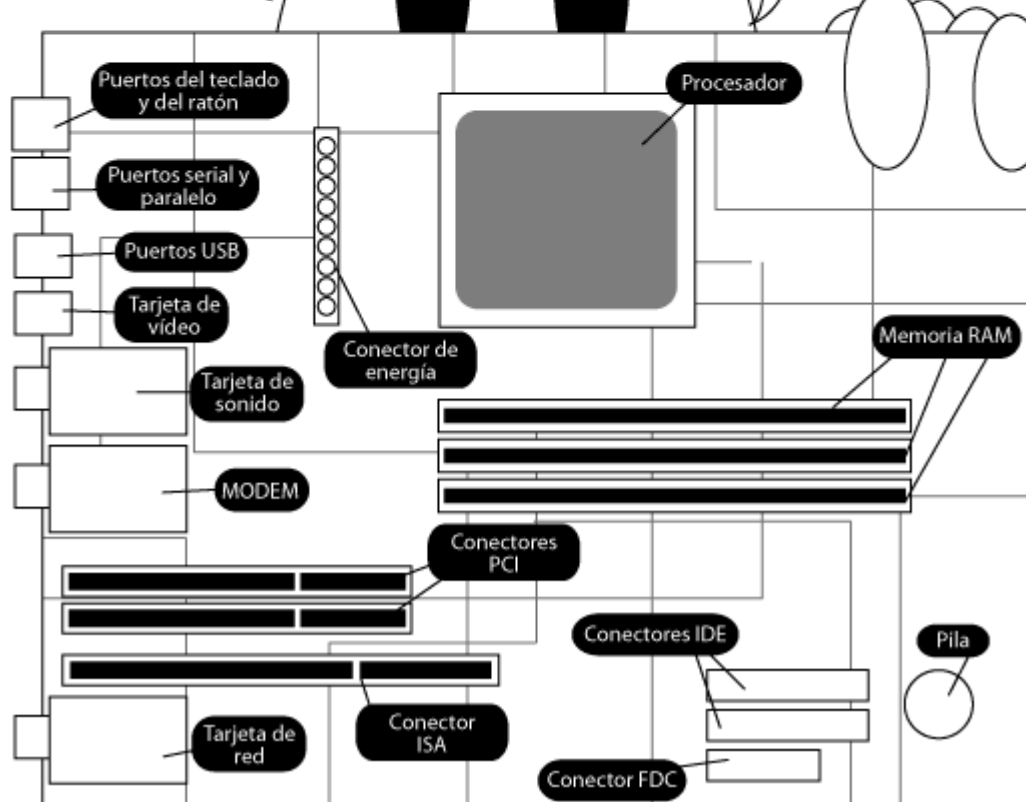 Puertos del teclado
y del ratón
Procesador
Puertos serial y
paralelo
Puertos USB
Tarjeta de
vídeo
Conector de
energía
Memoria RAM
Tarjeta de
sonido
MODEM
Conectores
PCI
Conectores IDE
Pila
Conector
ISA
Tarjeta de
red
Conector FDC